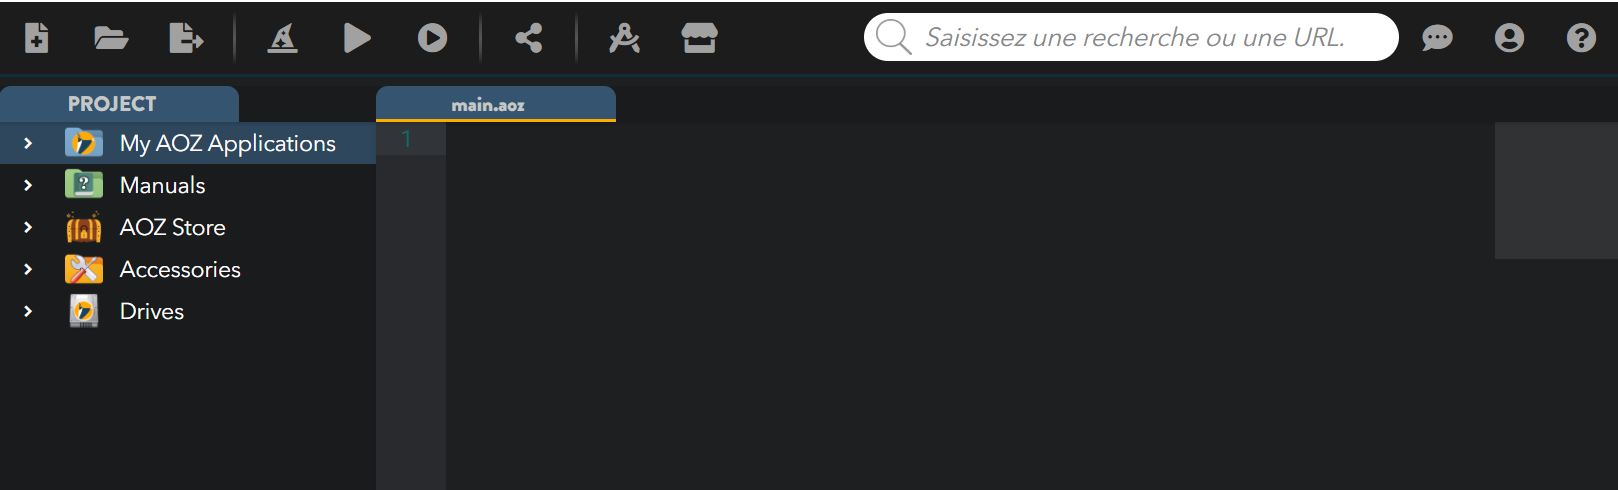 Saisissez une recherche ou une URL.
PROJECT
main.aoz
My AOZ Applications
1
Manuals
AOZ Store
Accessories
Drives